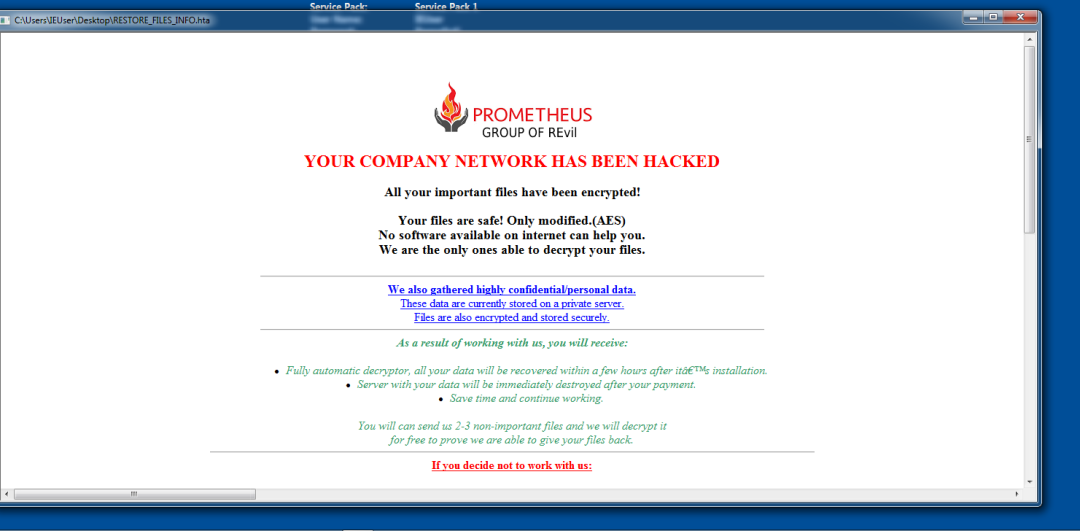 Service Pack: Service Pack 1
C:\Users\IEUser\Desktop\RESTORE_FILES_INFO.hta
User Name: IEUser
PROMETHEUS
GROUP OF REvil
YOUR COMPANY NETWORK HAS BEEN HACKED
All your important files have been encrypted!
Your files are safe! Only modified.(AES)
No software available on internet can help you.
We are the only ones able to decrypt your files.
We also gathered highly confidential/personal data.
These data are currently stored on a private server.
Files are also encrypted and stored securely.
As a result of working with us, you will receive:
• Fully automatic decryptor, all your data will be recovered within a few hours after itâ€™s installation.
• Server with your data will be immediately destroyed after your payment.
• Save time and continue working.
You will can send us 2-3 non-important files and we will decrypt it
for free to prove we are able to give your files back.
If you decide not to work with us: